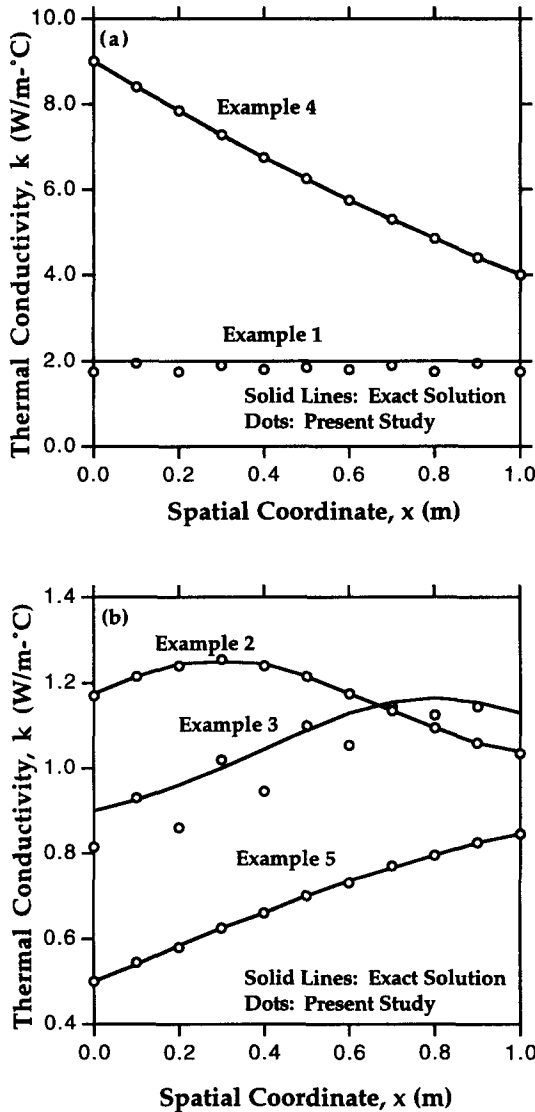 (a)
Thermal Conductivity, k (W/m-˚C)
10.0
8.0
6.0
4.0
2.0
0.0
Example 4
Example 1
Solid Lines: Exact Solution
Dots: Present Study
0.0 0.2 0.4 0.6 0.8 1.0
Spatial Coordinate, x (m)
(b)
Thermal Conductivity, k (W/m-˚C)
1.4
1.2
1.0
0.8
0.6
0.4
Example 2
Example 3
Example 5
Solid Lines: Exact Solution
Dots: Present Study
0.0 0.2 0.4 0.6 0.8 1.0
Spatial Coordinate, x (m)